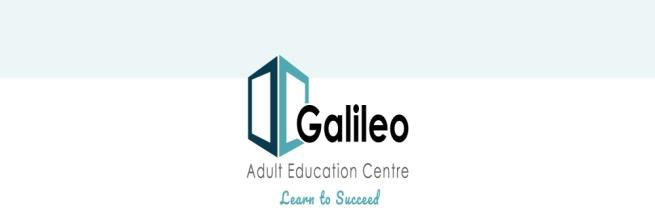 Galileo
Adult Education Centre
Learn to Succeed